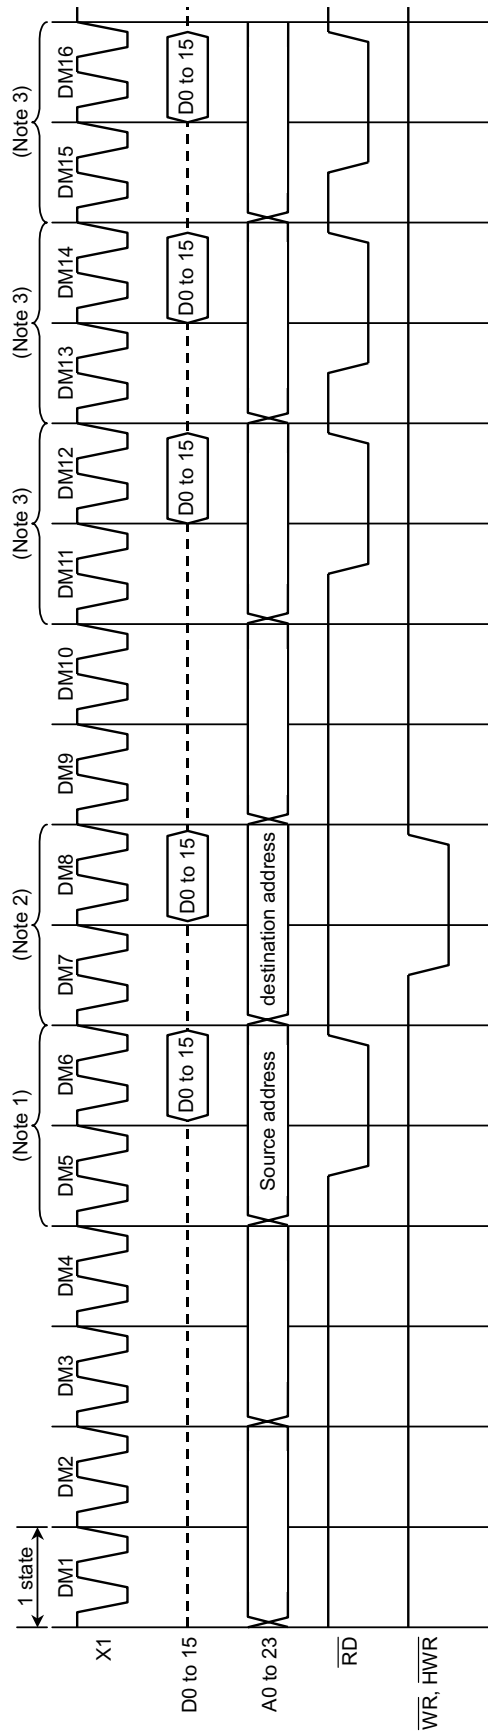 1 state
(Note 1)
(Note 2)
(Note 3)
(Note 3)
(Note 3)
DM1
DM2
DM3
DM4
DM5
DM6
DM7
DM8
DM9
DM10
DM11
DM12
DM13
DM14
DM15
DM16
X1
D0 to 15
D0 to 15
D0 to 15
D0 to 15
D0 to 15
D0 to 15
A0 to 23
Source address
destination address
RD
WR, HWR